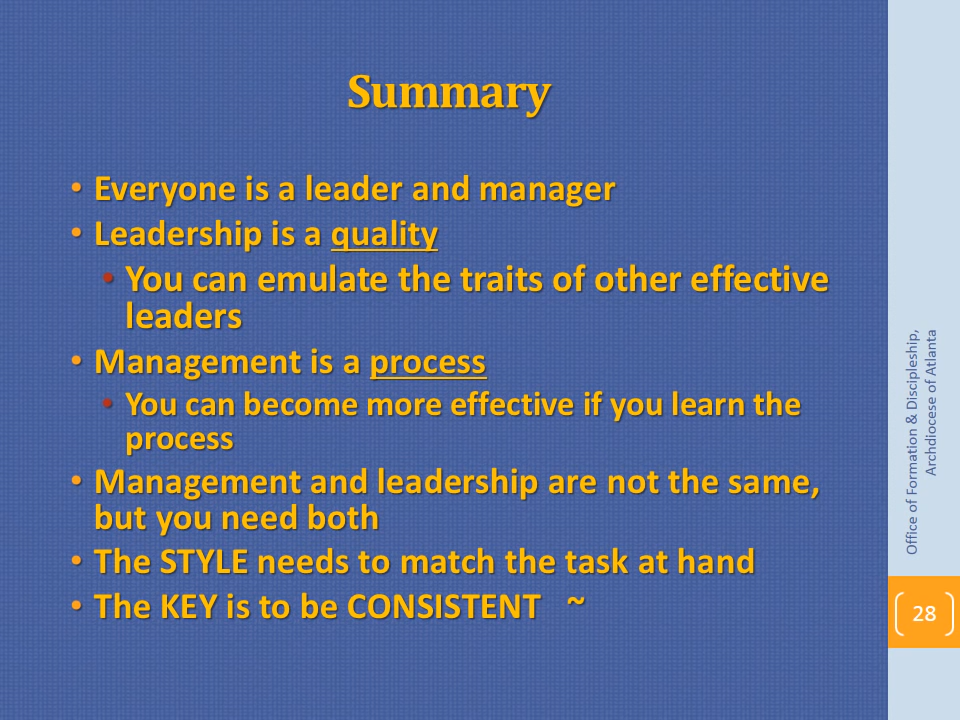 Summary
• Everyone is a leader and manager
• Leadership is a quality
• You can emulate the traits of other effective
leaders
• Management is a process
• You can become more effective if you learn the
process
• Management and leadership are not the same,
but you need both
• The STYLE needs to match the task at hand
• The KEY is to be CONSISTENT ~
Office of Formation & Discipleship,
Archdiocese of Atlanta
28